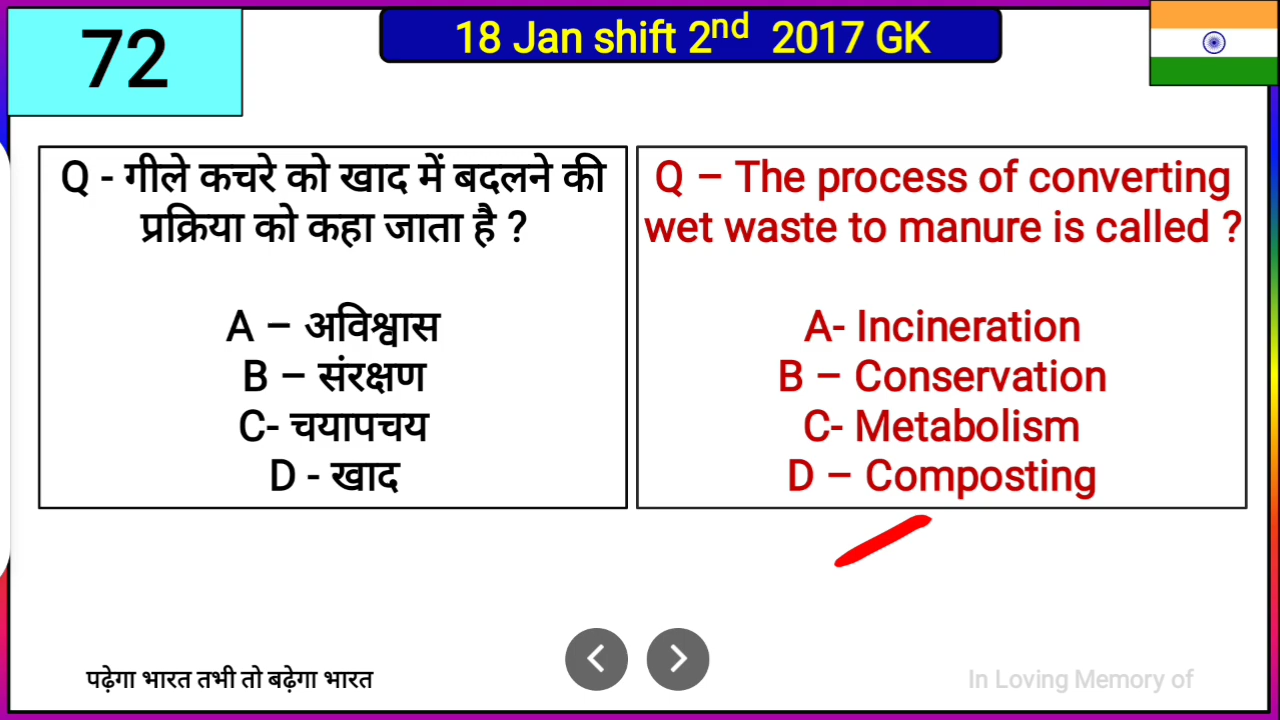 72
18 Jan shift 2nd 2017 GK
Q - गीले कचरे को खाद में बदलने की
प्रक्रिया को कहा जाता है ?
A – अविश्वास
B – संरक्षण
C- चयापचय
D - खाद
Q – The process of converting
wet waste to manure is called ?
A- Incineration
B – Conservation
C- Metabolism
D – Composting
पढ़ेगा भारत तभी तो बढ़ेगा भारत
In Loving Memory of